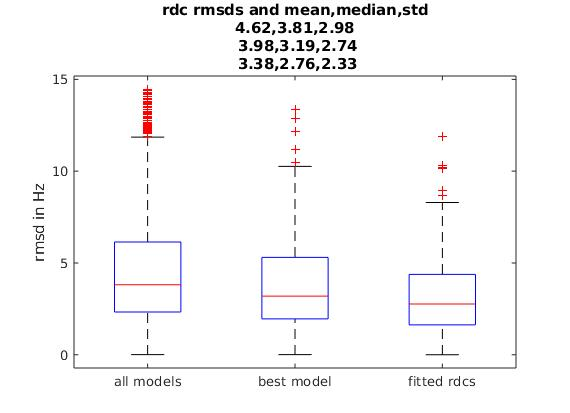 rdc rmsds and mean,median,std
4.62,3.81,2.98
3.98,3.19,2.74
3.38,2.76,2.33
15
10
5
0
rmsd in Hz
all models
best model
fitted rdcs